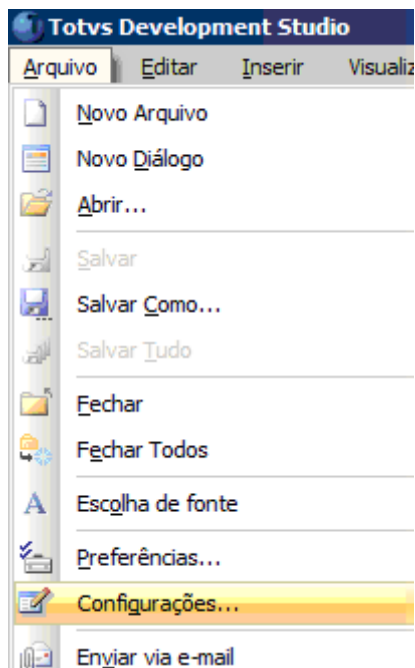 Totvs Development Studio
Arquivo Editar Inserir Visualiz
Novo Arquivo
Novo Diálogo
Abrir...
Salvar
Salvar Como...
Salvar Tudo
Fechar
Fechar Todos
Escolha de fonte
Preferências...
Configurações...
Enviar via e-mail